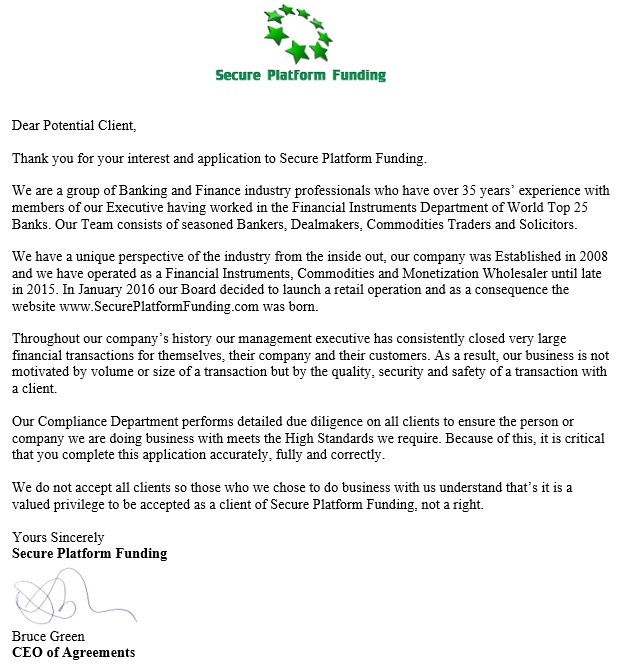 Secure Platform Funding
Dear Potential Client,
Thank you for your interest and application to Secure Platform Funding.
We are a group of Banking and Finance industry professionals who have over 35 years’ experience with
members of our Executive having worked in the Financial Instruments Department of World Top 25
Banks. Our Team consists of seasoned Bankers, Dealmakers, Commodities Traders and Solicitors.
We have a unique perspective of the industry from the inside out, our company was Established in 2008
and we have operated as a Financial Instruments, Commodities and Monetization Wholesaler until late
in 2015. In January 2016 our Board decided to launch a retail operation and as a consequence the
website www.SecurePlatformFunding.com was born.
Throughout our company’s history our management executive has consistently closed very large
financial transactions for themselves, their company and their customers. As a result, our business is not
motivated by volume or size of a transaction but by the quality, security and safety of a transaction with
a client.
Our Compliance Department performs detailed due diligence on all clients to ensure the person or
company we are doing business with meets the High Standards we require. Because of this, it is critical
that you complete this application accurately, fully and correctly.
We do not accept all clients so those who we chose to do business with us understand that’s it is a
valued privilege to be accepted as a client of Secure Platform Funding, not a right.
Yours Sincerely
Secure Platform Funding
Bruce Green
CEO of Agreements